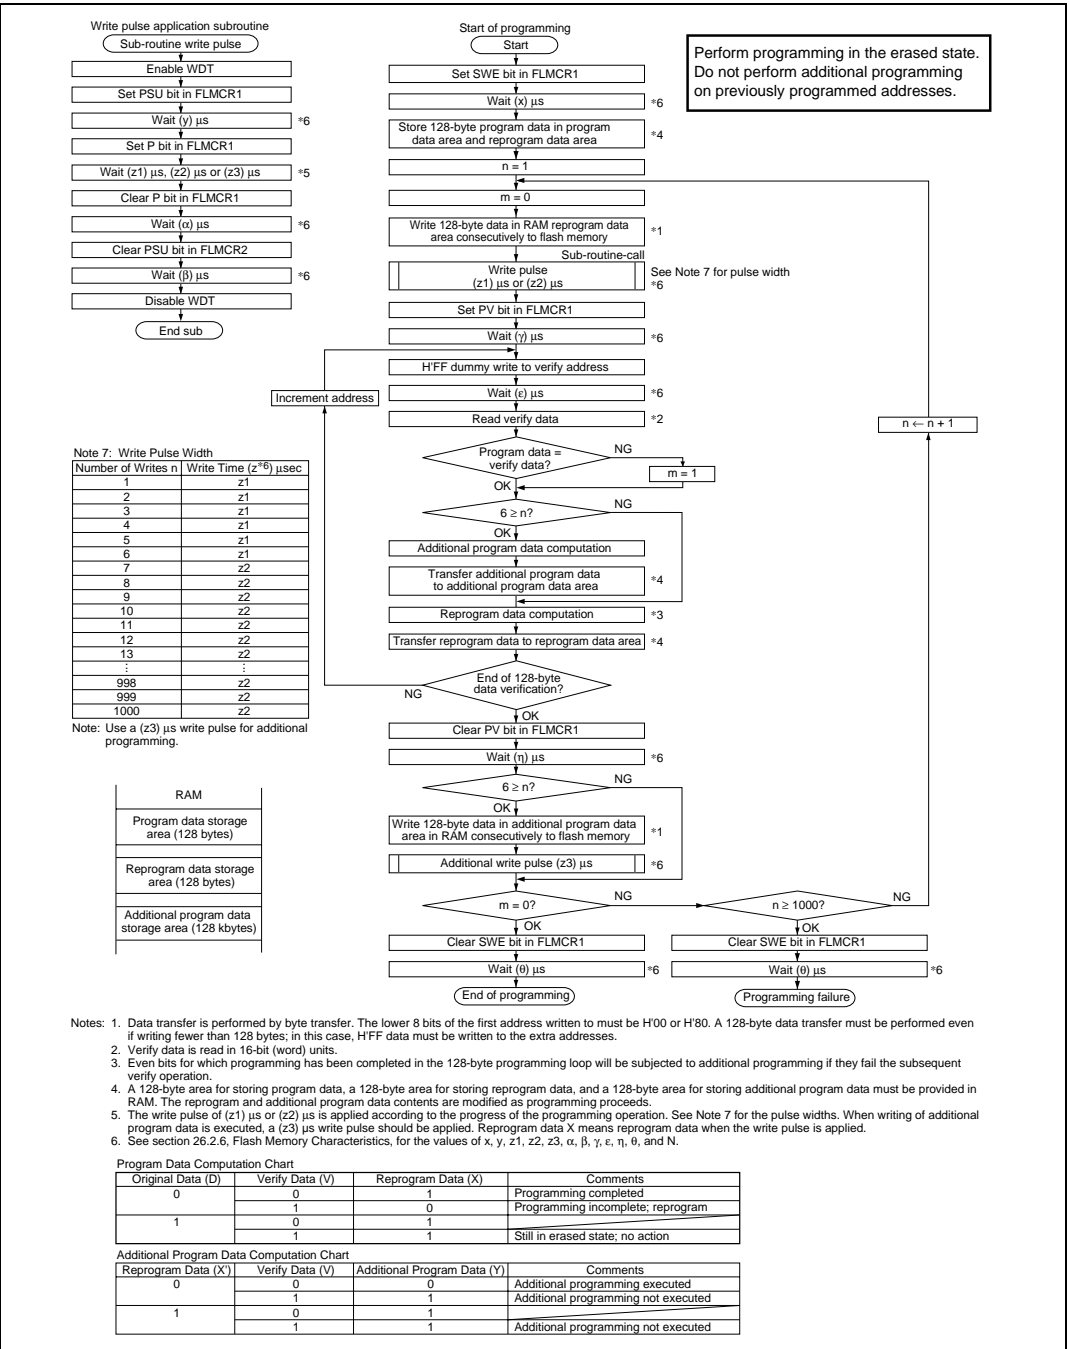 Write pulse application subroutine
Sub-routine write pulse
Enable WDT
Set PSU bit in FLMCR1
Wait (y) μs *6
Set P bit in FLMCR1
Wait (z1) μs, (z2) μs or (z3) μs *5
Clear P bit in FLMCR1
Wait (α) μs *6
Clear PSU bit in FLMCR2
Wait (β) μs *6
Disable WDT
End sub
Start of programming
Start
Set SWE bit in FLMCR1
Wait (x) μs *6
Store 128-byte program data in program
data area and reprogram data area *4
n = 1
m = 0
Write 128-byte data in RAM reprogram data
area consecutively to flash memory *1
Sub-routine-call
Write pulse
(z1) μs or (z2) μs
See Note 7 for pulse width
*6
Set PV bit in FLMCR1
Wait (γ) μs *6
H'FF dummy write to verify address
Wait (ε) μs *6
Read verify data *2
Increment address
Program data =
verify data?
NG
m = 1
OK
6 ≥ n?
NG
OK
Additional program data computation
Transfer additional program data
to additional program data area *4
Reprogram data computation *3
Transfer reprogram data to reprogram data area *4
End of 128-byte
data verification?
NG
OK
Clear PV bit in FLMCR1
Wait (η) μs *6
6 ≥ n?
NG
OK
Write 128-byte data in additional program data
area in RAM consecutively to flash memory *1
Additional write pulse (z3) μs *6
m = 0?
NG
OK
Clear SWE bit in FLMCR1
Wait (θ) μs *6
End of programming
n ≥ 1000?
NG
OK
Clear SWE bit in FLMCR1
Wait (θ) μs *6
Programming failure
n ← n + 1
Perform programming in the erased state.
Do not perform additional programming
on previously programmed addresses.
Note 7: Write Pulse Width
Number of Writes n Write Time (z*6) μsec
1 z1
2 z1
3 z1
4 z1
5 z1
6 z1
7 z2
8 z2
9 z2
10 z2
11 z2
12 z2
13 z2
⋮ ⋮
998 z2
999 z2
1000 z2
Note: Use a (z3) μs write pulse for additional
programming.
RAM
Program data storage
area (128 bytes)
Reprogram data storage
area (128 bytes)
Additional program data
storage area (128 kbytes)
Notes: 1. Data transfer is performed by byte transfer. The lower 8 bits of the first address written to must be H'00 or H'80. A 128-byte data transfer must be performed even
if writing fewer than 128 bytes; in this case, H'FF data must be written to the extra addresses.
2. Verify data is read in 16-bit (word) units.
3. Even bits for which programming has been completed in the 128-byte programming loop will be subjected to additional programming if they fail the subsequent
verify operation.
4. A 128-byte area for storing program data, a 128-byte area for storing reprogram data, and a 128-byte area for storing additional program data must be provided in
RAM. The reprogram and additional program data contents are modified as programming proceeds.
5. The write pulse of (z1) μs or (z2) μs is applied according to the progress of the programming operation. See Note 7 for the pulse widths. When writing of additional
program data is executed, a (z3) μs write pulse should be applied. Reprogram data X means reprogram data when the write pulse is applied.
6. See section 26.2.6, Flash Memory Characteristics, for the values of x, y, z1, z2, z3, α, β, γ, ε, η, θ, and N.
Program Data Computation Chart
Original Data (D) Verify Data (V) Reprogram Data (X) Comments
0 0 1 Programming completed
1 0 Programming incomplete; reprogram
1 0 1
1 1 Still in erased state; no action
Additional Program Data Computation Chart
Reprogram Data (X') Verify Data (V) Additional Program Data (Y) Comments
0 0 0 Additional programming executed
1 1 Additional programming not executed
1 0 1
1 1 Additional programming not executed